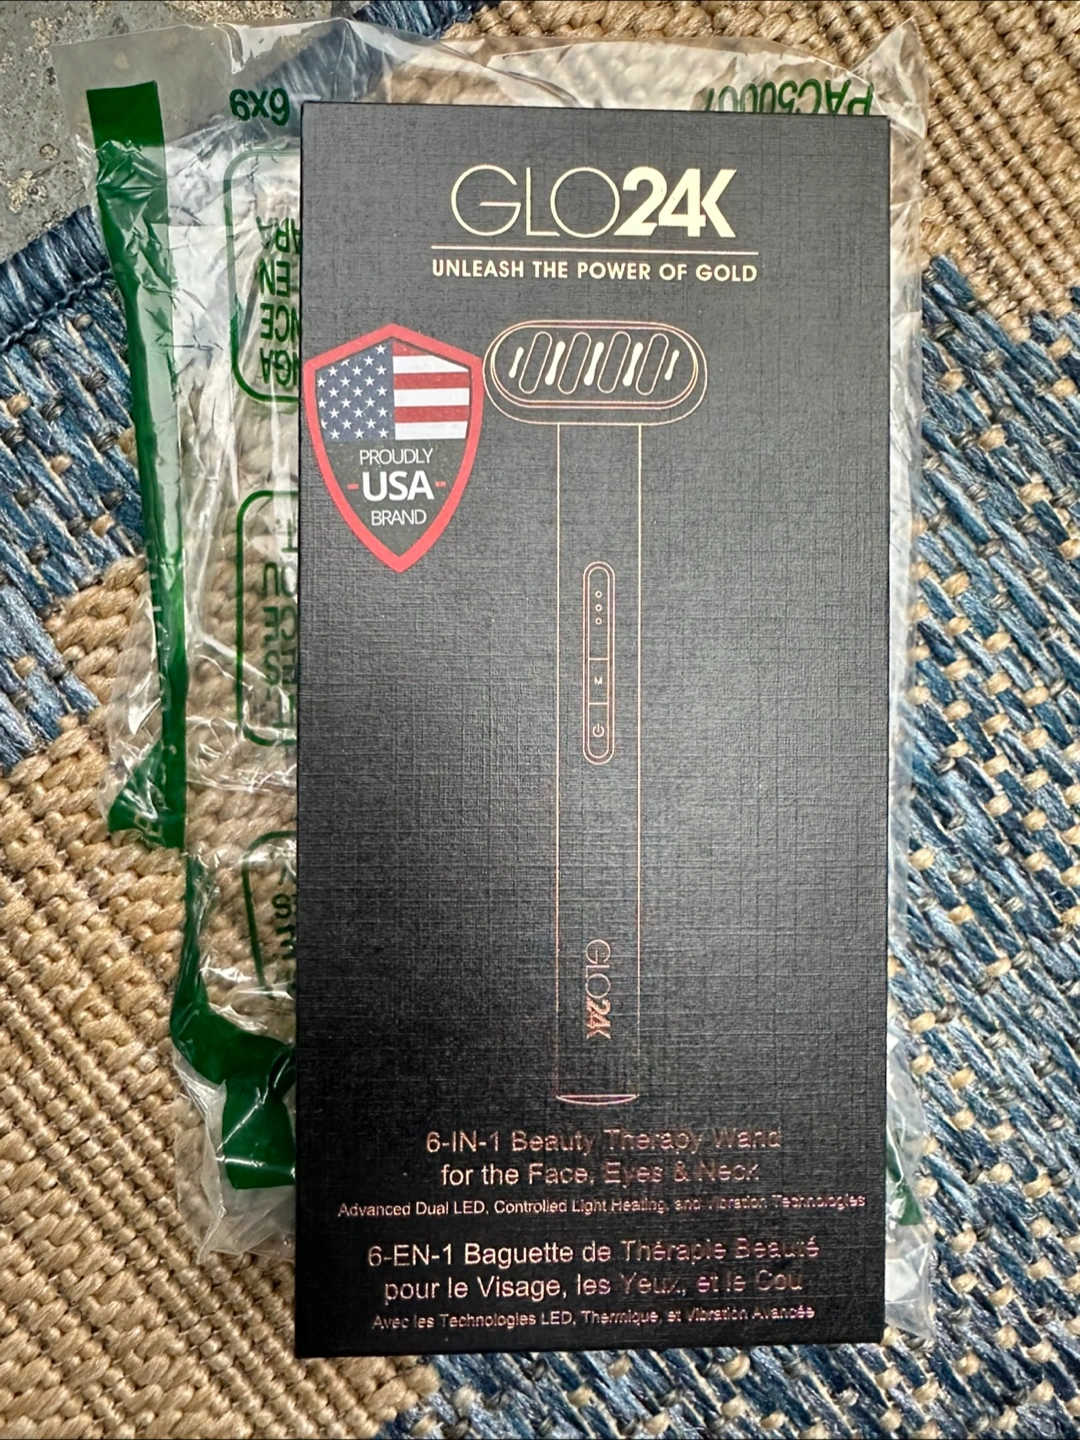 6X9
PAC5000
GLO24K
UNLEASH THE POWER OF GOLD
PROUDLY
USA
BRAND
M
GLO24K
6-IN-1 Beauty Therapy Wand
for the Face, Eyes & Neck
Advanced Dual LED, Controlled Light Heating, and Vibration Technologies
6-EN-1 Baguette de Thérapie Beauté
pour le Visage, les Yeux, et le Cou
Avec les Technologies LED, Thermique, et Vibration Avancée